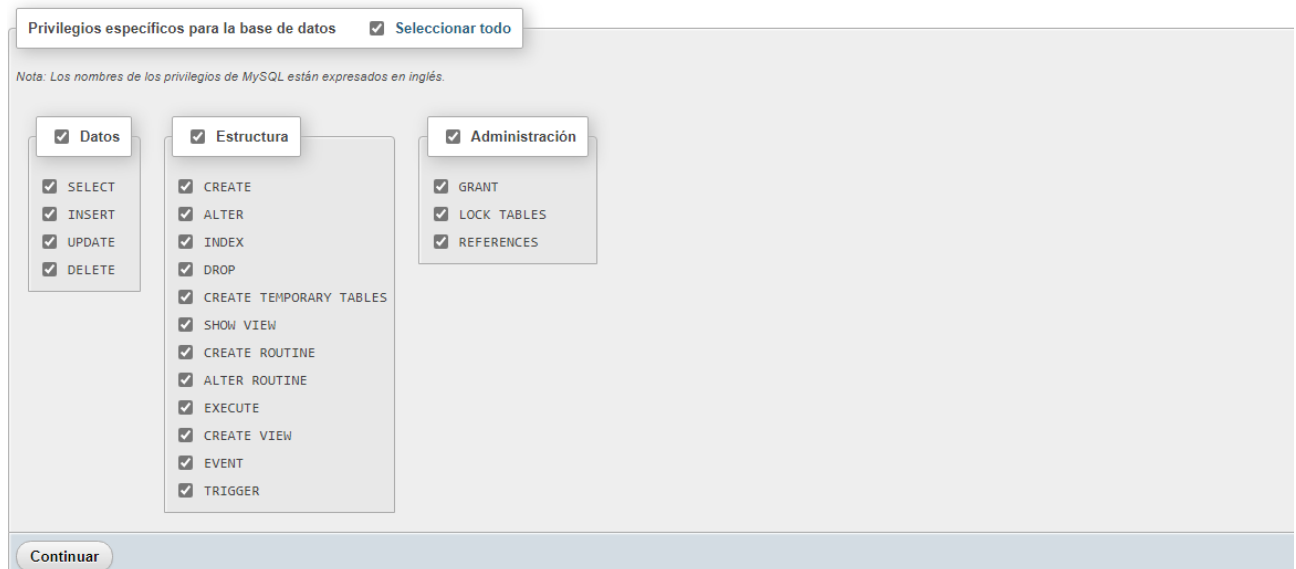 Privilegios específicos para la base de datos Seleccionar todo
Nota: Los nombres de los privilegios de MySQL están expresados en inglés.
Datos
SELECT
INSERT
UPDATE
DELETE
Estructura
CREATE
ALTER
INDEX
DROP
CREATE TEMPORARY TABLES
SHOW VIEW
CREATE ROUTINE
ALTER ROUTINE
EXECUTE
CREATE VIEW
EVENT
TRIGGER
Administración
GRANT
LOCK TABLES
REFERENCES
Continuar